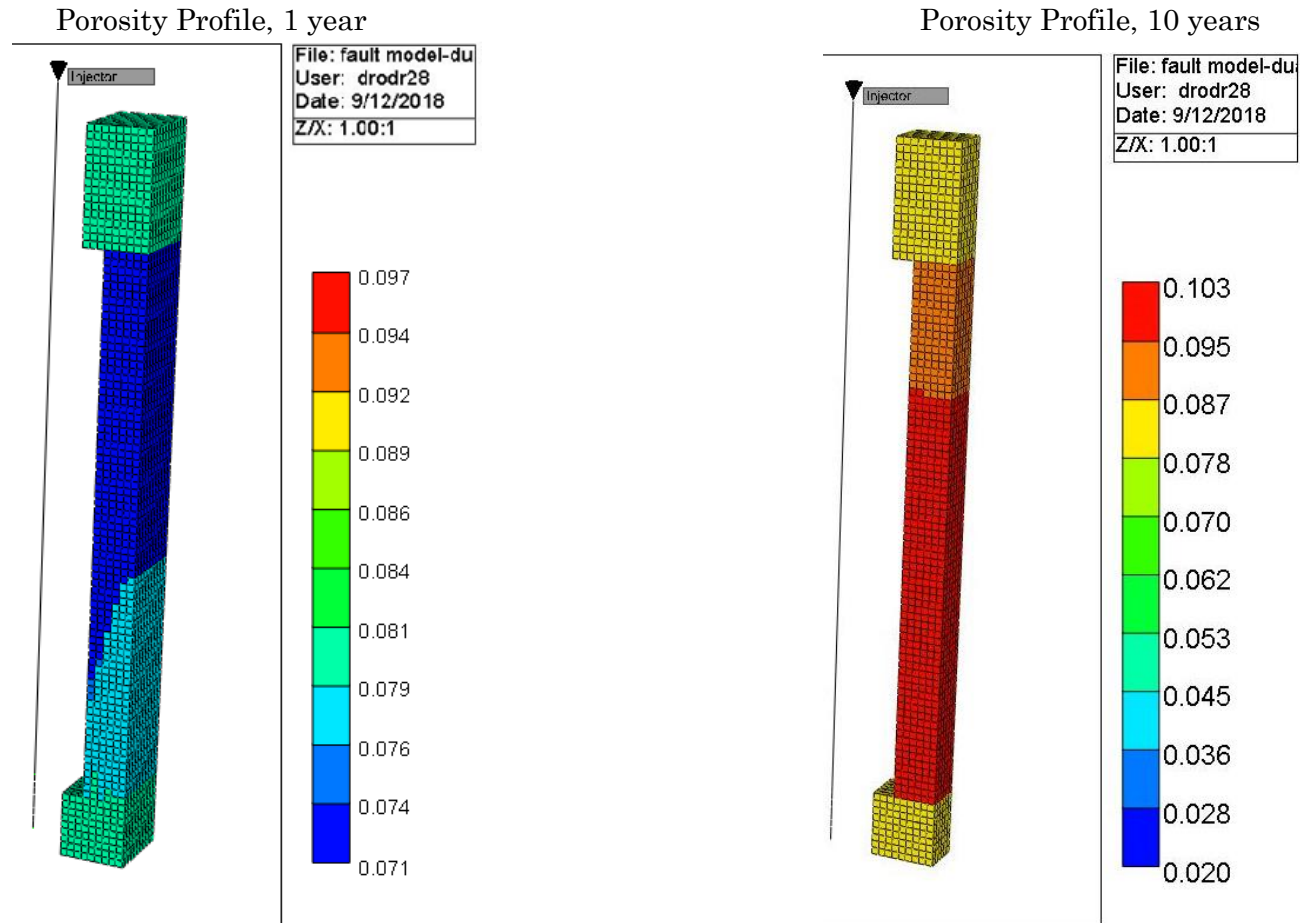 Porosity Profile, 1 year
Injector
File: fault model-du
User: drodr28
Date: 9/12/2018
Z/X: 1.00:1
0.097
0.094
0.092
0.089
0.086
0.084
0.081
0.079
0.076
0.074
0.071
Porosity Profile, 10 years
Injector
File: fault model-du
User: drodr28
Date: 9/12/2018
Z/X: 1.00:1
0.103
0.095
0.087
0.078
0.070
0.062
0.053
0.045
0.036
0.028
0.020